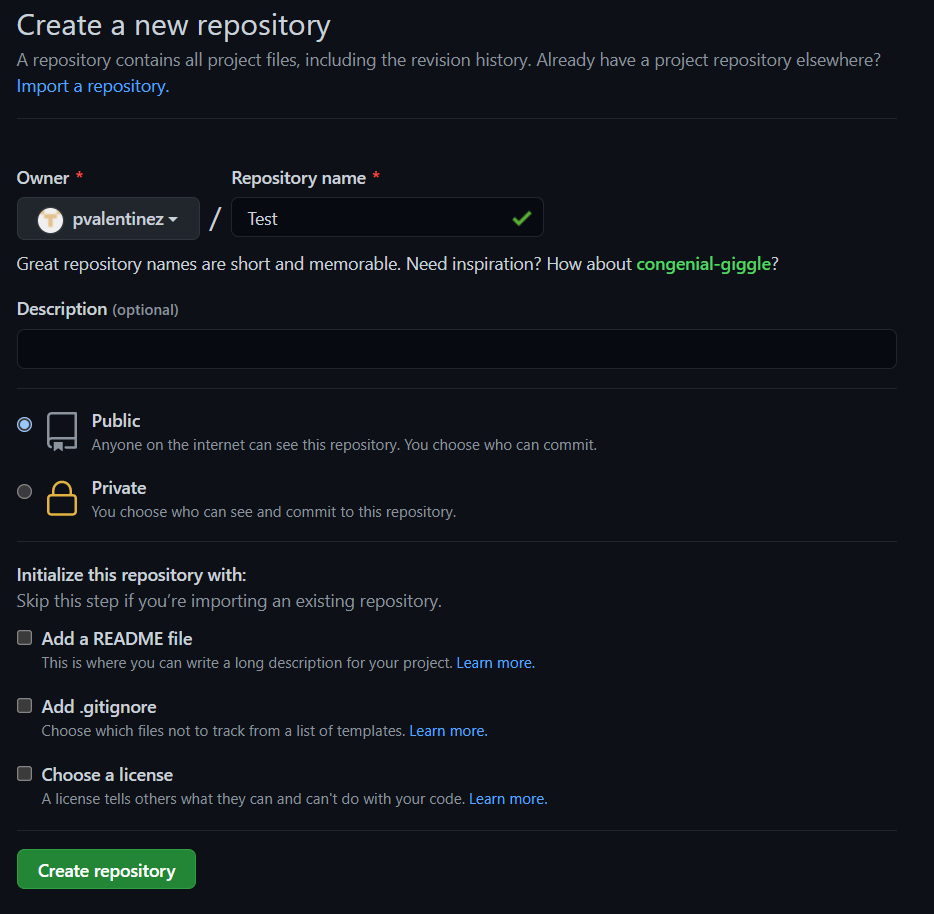 Create a new repository
A repository contains all project files, including the revision history. Already have a project repository elsewhere?
Import a repository.
Owner * Repository name *
pvalentinez / Test
Great repository names are short and memorable. Need inspiration? How about congenial-giggle?
Description (optional)
Public
Anyone on the internet can see this repository. You choose who can commit.
Private
You choose who can see and commit to this repository.
Initialize this repository with:
Skip this step if you’re importing an existing repository.
Add a README file
This is where you can write a long description for your project. Learn more.
Add .gitignore
Choose which files not to track from a list of templates. Learn more.
Choose a license
A license tells others what they can and can't do with your code. Learn more.
Create repository